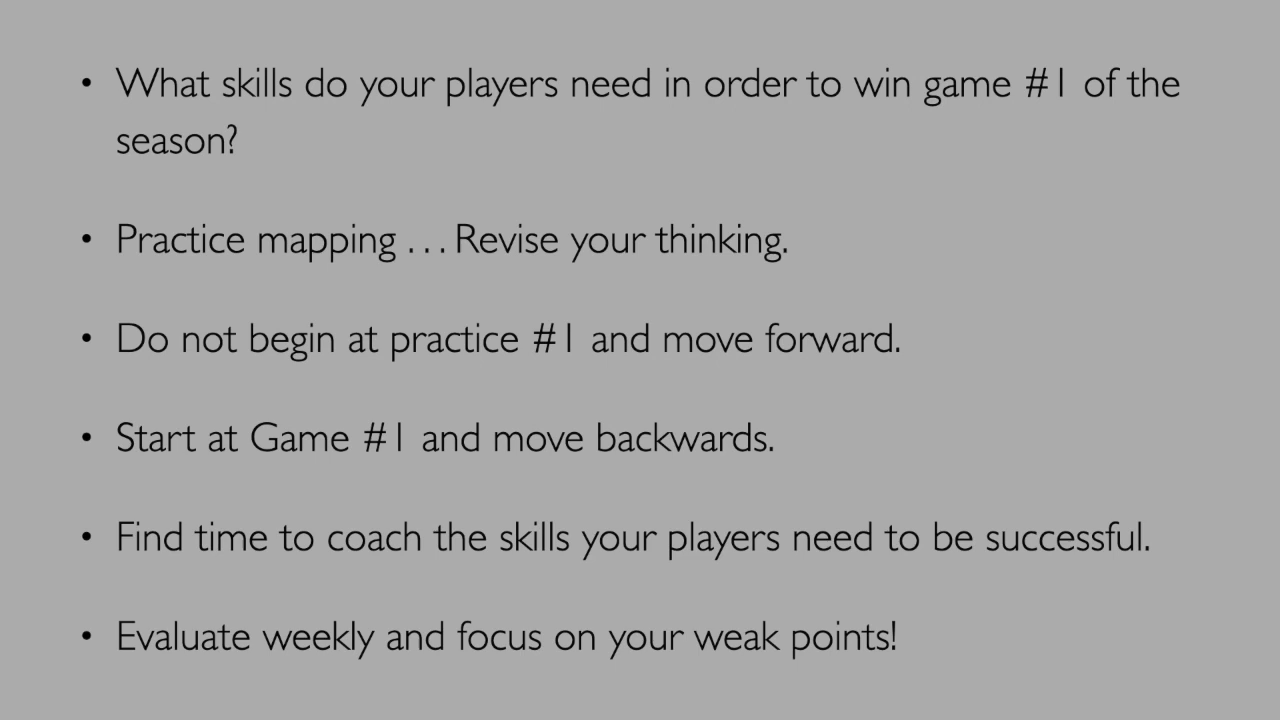 • What skills do your players need in order to win game #1 of the
season?
• Practice mapping . . . Revise your thinking.
• Do not begin at practice #1 and move forward.
• Start at Game #1 and move backwards.
• Find time to coach the skills your players need to be successful.
• Evaluate weekly and focus on your weak points!